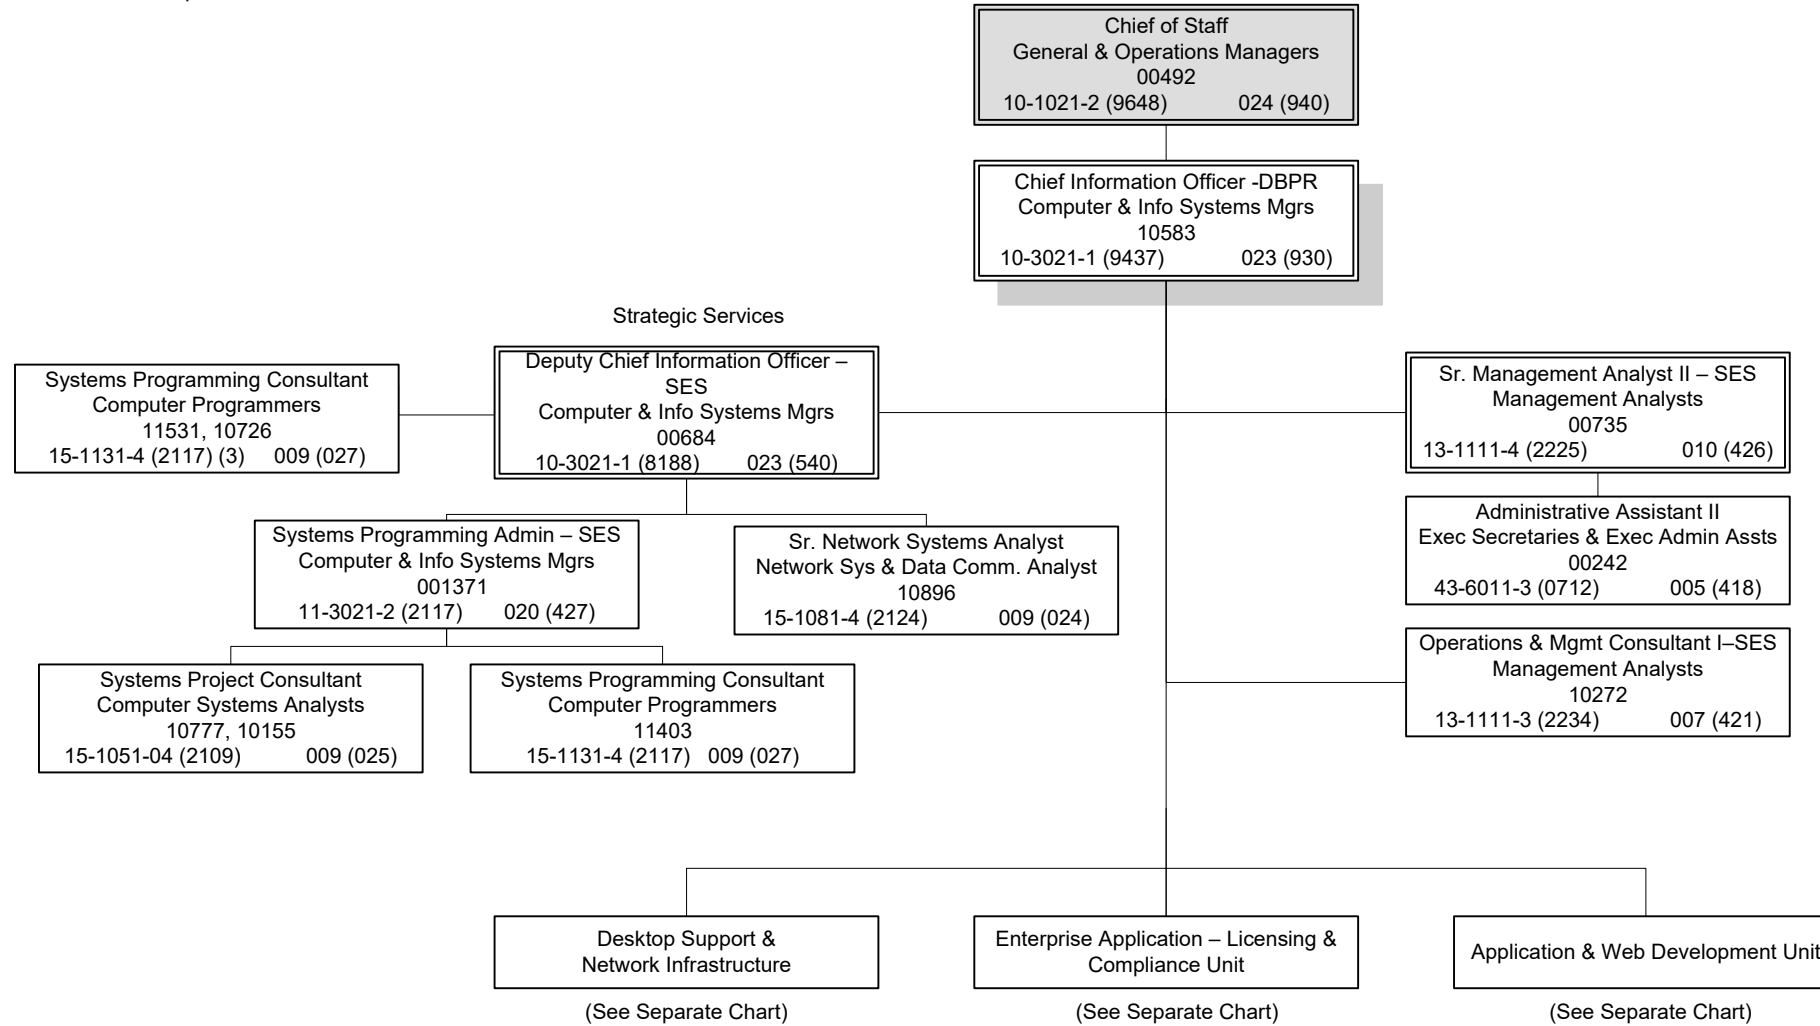 Chief of Staff
General & Operations Managers
00492
10-1021-2 (9648) 024 (940)
Chief Information Officer -DBPR
Computer & Info Systems Mgrs
10583
10-3021-1 (9437) 023 (930)
Strategic Services
Systems Programming Consultant
Computer Programmers
11531, 10726
15-1131-4 (2117) (3) 009 (027)
Deputy Chief Information Officer –
SES
Computer & Info Systems Mgrs
00684
10-3021-1 (8188) 023 (540)
Sr. Management Analyst II – SES
Management Analysts
00735
13-1111-4 (2225) 010 (426)
Systems Programming Admin – SES
Computer & Info Systems Mgrs
001371
11-3021-2 (2117) 020 (427)
Sr. Network Systems Analyst
Network Sys & Data Comm. Analyst
10896
15-1081-4 (2124) 009 (024)
Administrative Assistant II
Exec Secretaries & Exec Admin Assts
00242
43-6011-3 (0712) 005 (418)
Systems Project Consultant
Computer Systems Analysts
10777, 10155
15-1051-04 (2109) 009 (025)
Systems Programming Consultant
Computer Programmers
11403
15-1131-4 (2117) 009 (027)
Operations & Mgmt Consultant I–SES
Management Analysts
10272
13-1111-3 (2234) 007 (421)
Desktop Support &
Network Infrastructure
(See Separate Chart)
Enterprise Application – Licensing &
Compliance Unit
(See Separate Chart)
Application & Web Development Unit
(See Separate Chart)